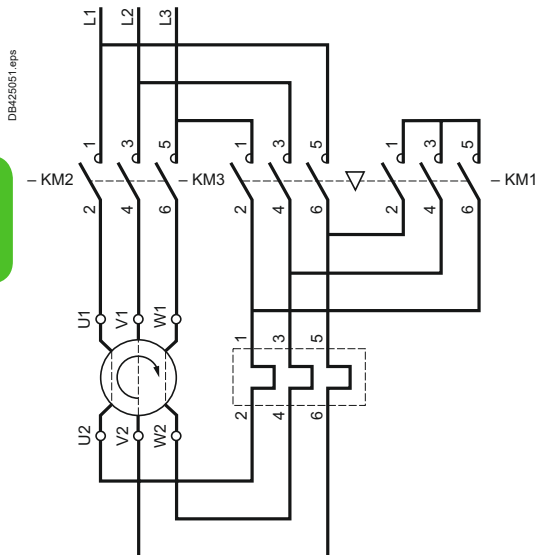 DB425051.eps
L1 L2 L3
1 3 5 1 3 5 1 3 5
– KM2 – KM3 – KM1
2 4 6 2 4 6 2 4 6
U1 V1 W1
1 3 5
2 4 6
U2 V2 W2